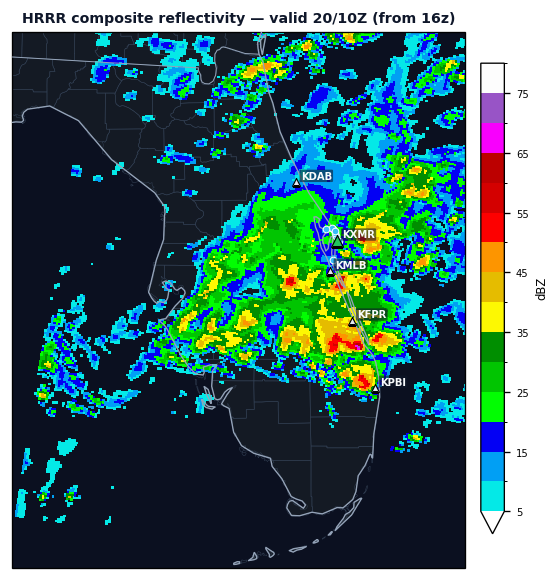 HRRR composite reflectivity — valid 20/10Z (from 16z)
KDAB
KXMR
KMLB
KFPR
KPBI
75
65
55
45
35
25
15
5
dBZ